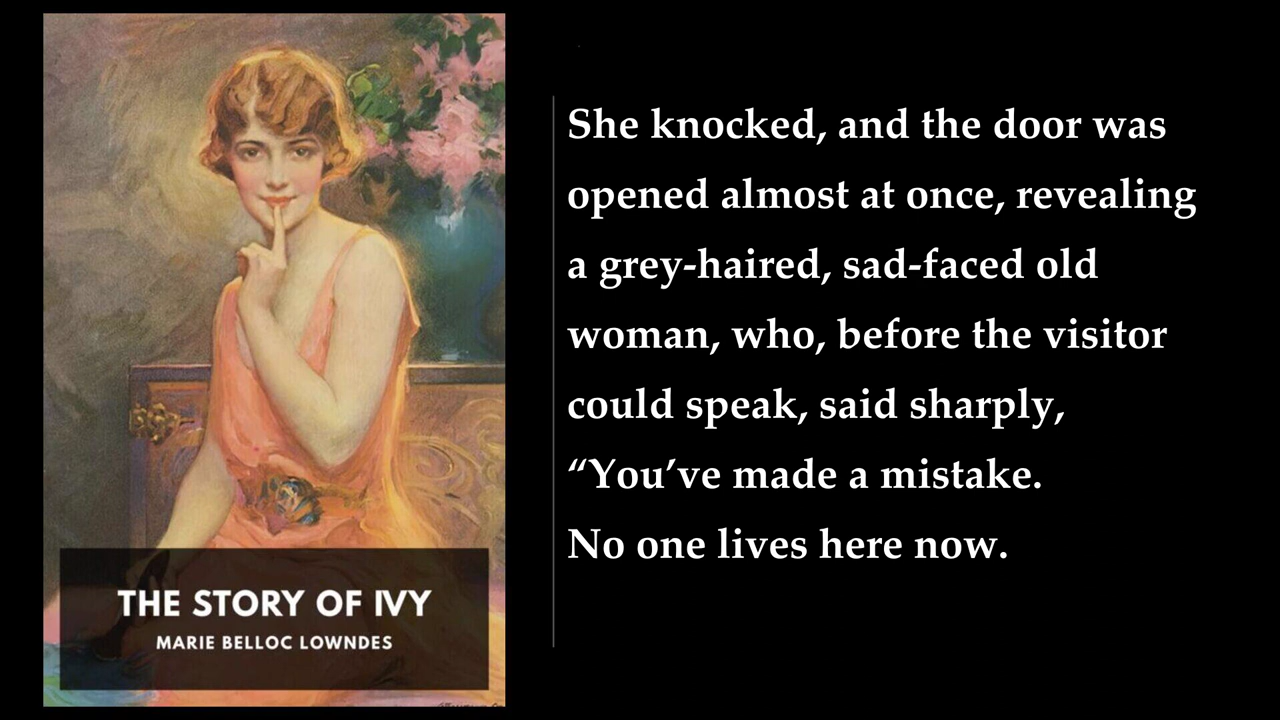 THE STORY OF IVY
MARIE BELLOC LOWNDES
She knocked, and the door was
opened almost at once, revealing
a grey-haired, sad-faced old
woman, who, before the visitor
could speak, said sharply,
“You’ve made a mistake.
No one lives here now.